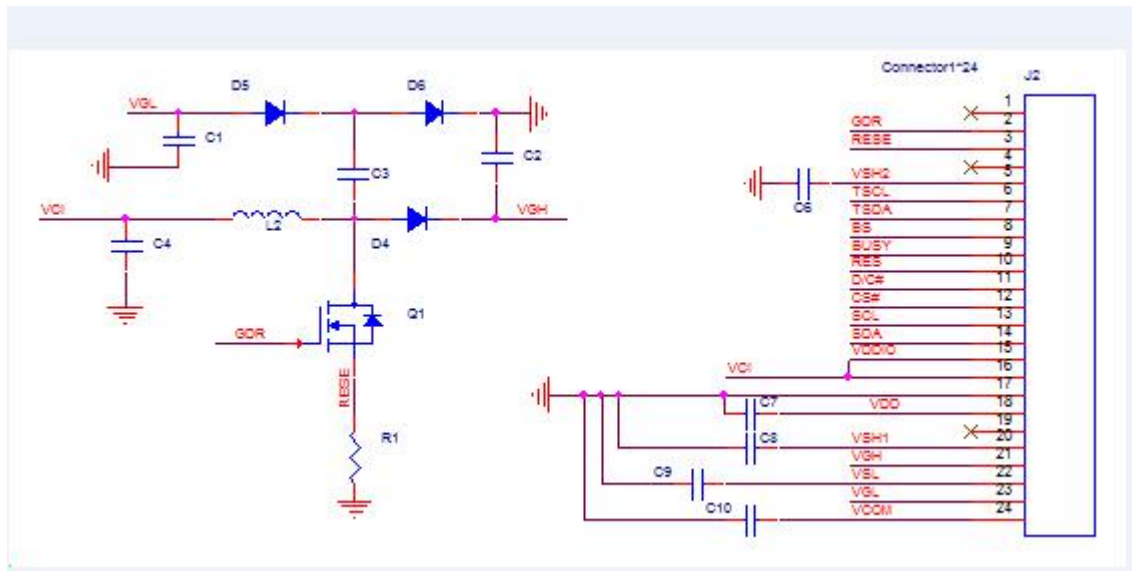 Connector1*24
J2
D5
D6
VGL
C1
C2
C3
VCI
L2
D4
VGH
C4
GDR
Q1
RESE
R1
1
GDR 2
RESE 3
4
5
C6
VSH2
6
TSCL
7
TSDA
8
BS
9
BUSY
10
RES
11
D/C#
12
CS#
13
SCL
14
SDA
15
VDDIO
16
VCI
17
18
C7
VDD
19
20
C8
VSH1
21
VGH
22
C9
VSL
23
VGL
24
C10
VCOM